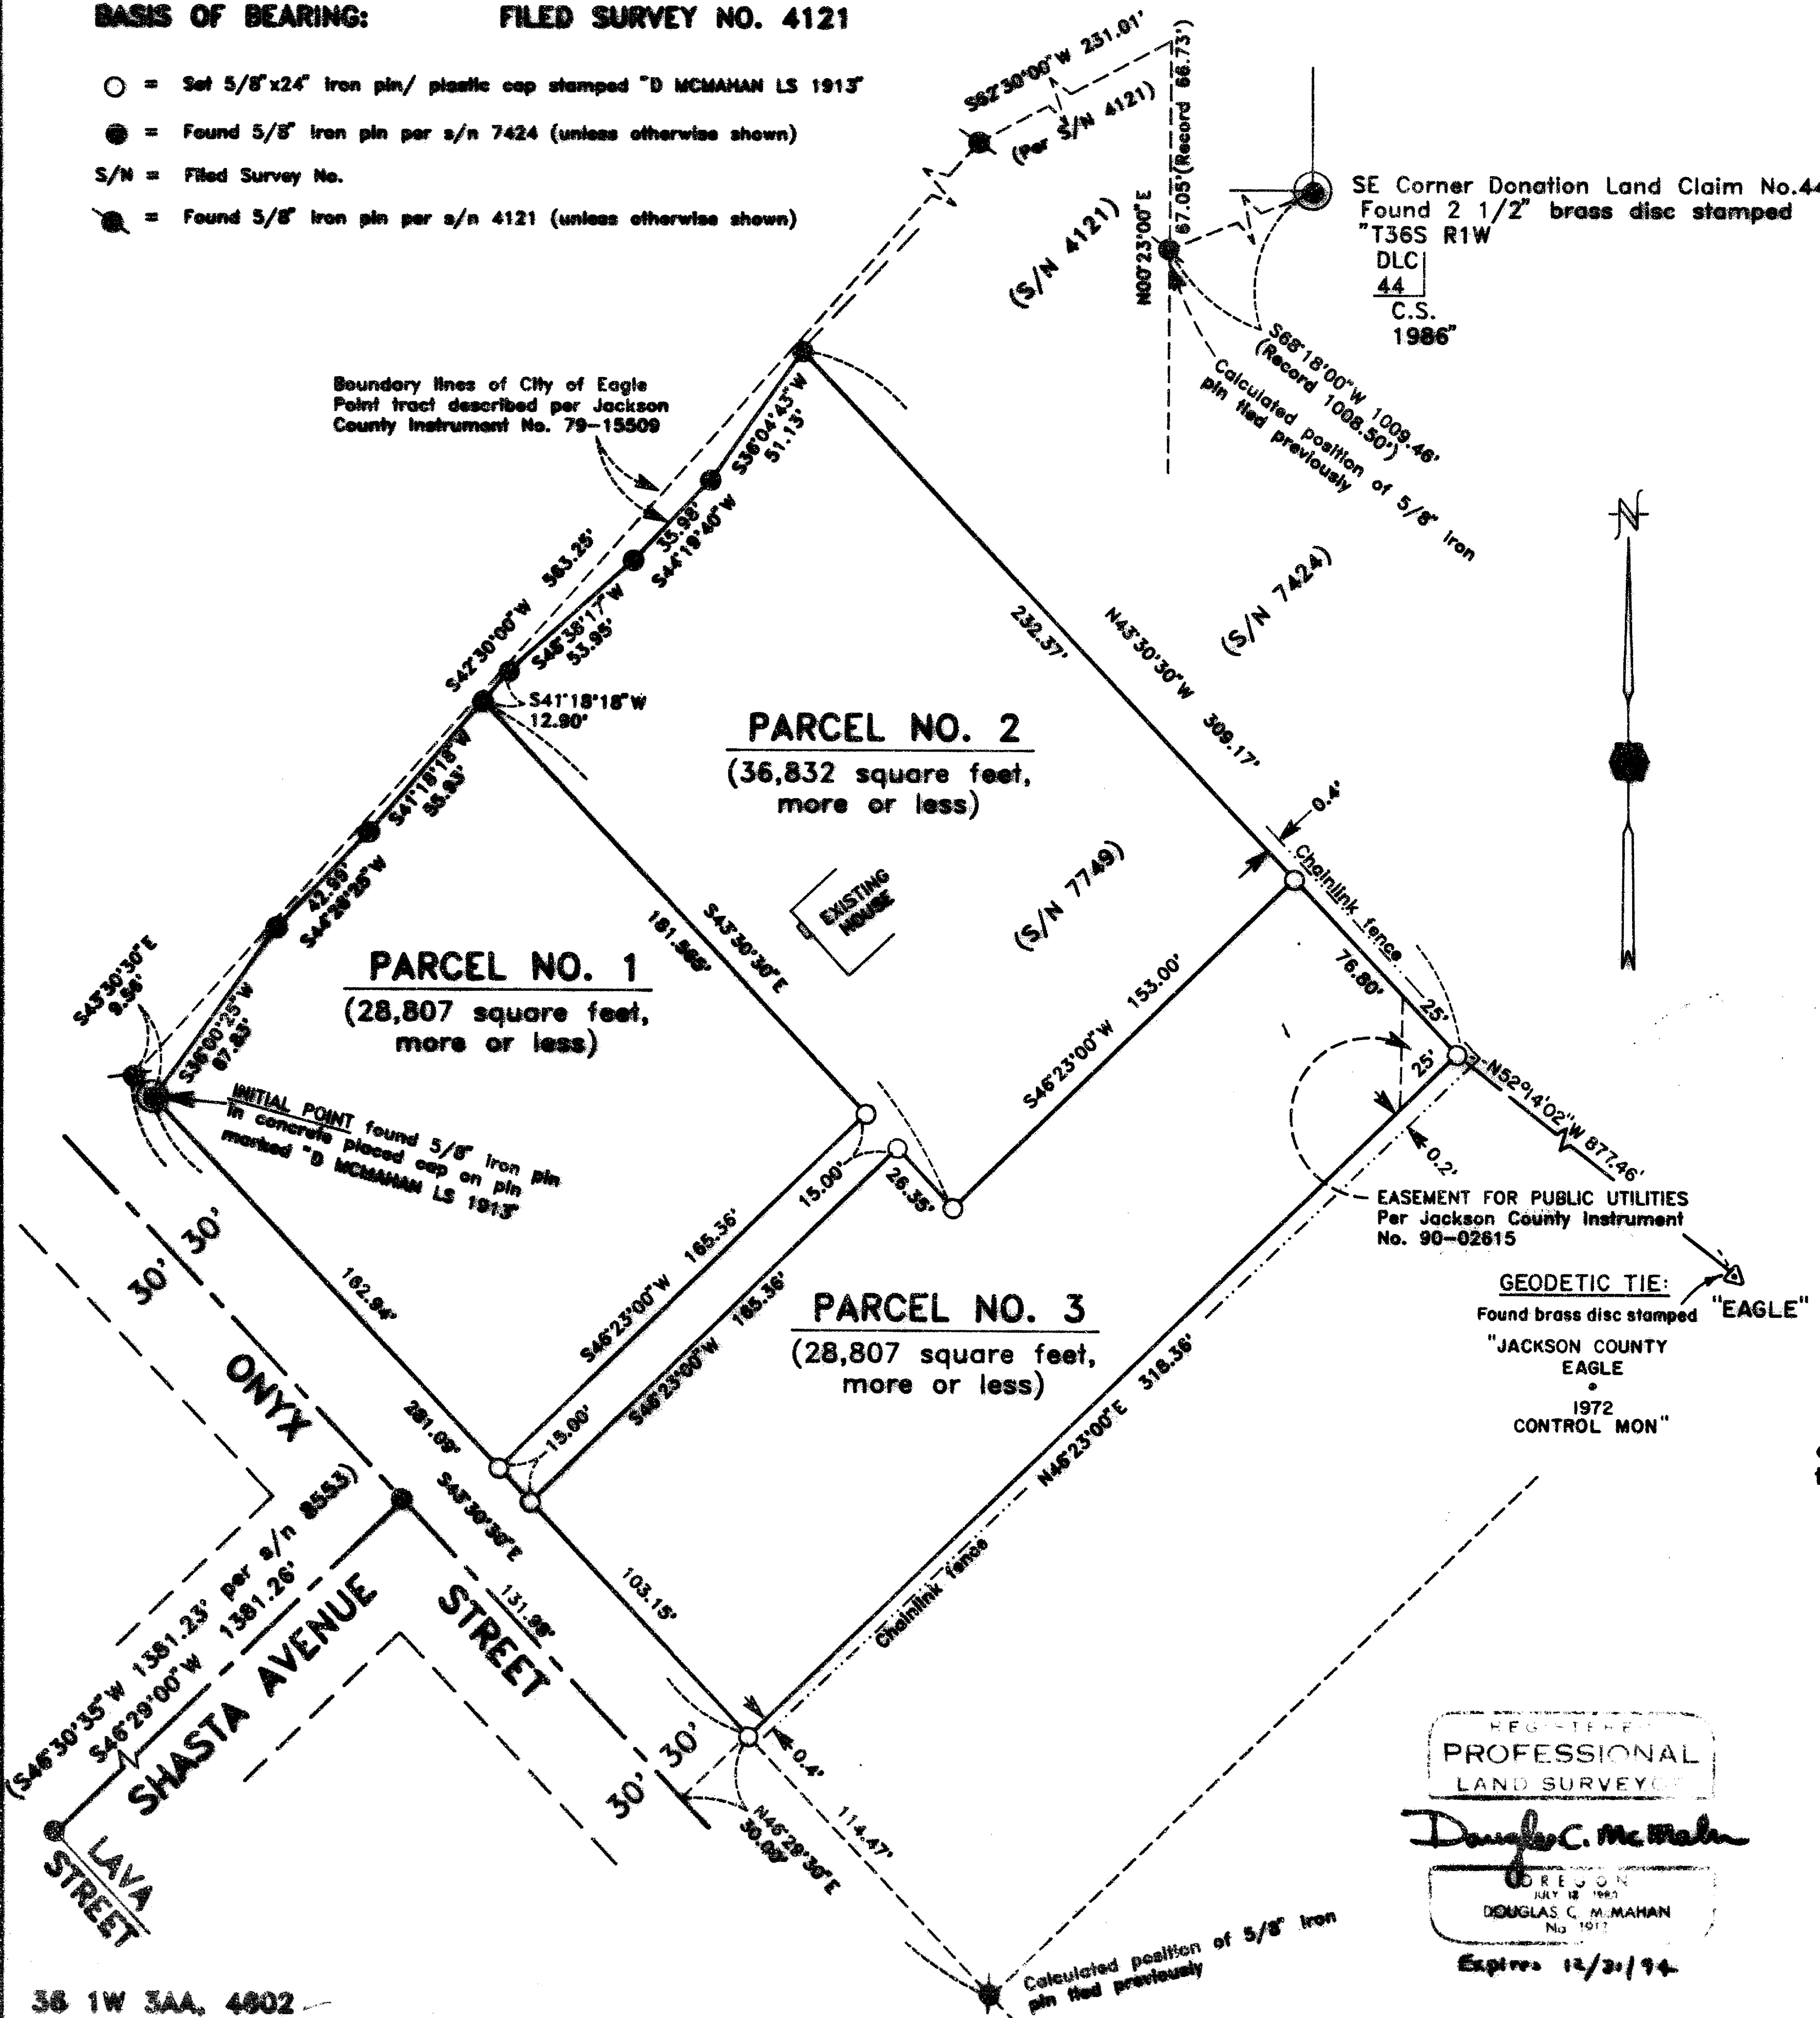 BASIS OF BEARING: FILED SURVEY NO. 4121
= Set 5/8"x24" iron pin/ plastic cap stamped "D MCMAHAN LS 1913"
= Found 5/8" iron pin per s/n 7424 (unless otherwise shown)
S/N = Filed Survey No.
= Found 5/8" iron pin per s/n 4121 (unless otherwise shown)
S62°30'00"W 231.01'
(Per S/N 4121)
67.05'(Record 66.73')
N00°23'00"E
(S/N 4121)
SE Corner Donation Land Claim No.44
Found 2 1/2" brass disc stamped
"T36S R1W
DLC
44
C.S.
1986"
S68°18'00"W 1009.46'
(Record 1008.50')
Calculated position of 5/8" iron
pin tied previously
Boundary lines of City of Eagle
Point tract described per Jackson
County Instrument No. 79-15509
S36°04'43"W
51.13'
35.98'
S44°19'40"W
S42°30'00"W 563.25'
S48°38'17"W
53.95'
S41°18'18"W
12.90'
S41°18'18"W
55.93'
42.99'
S44°28'25"W
S43°30'30"E
9.56'
S36°00'25"W
67.83'
232.37'
N43°30'30"W 309.17'
(S/N 7424)
PARCEL NO. 2
(36,832 square feet,
more or less)
EXISTING
HOUSE
(S/N 7749)
0.4'
Chainlink fence
76.80'
25'
25'
N52°14'02"W 877.46'
0.2'
PARCEL NO. 1
(28,807 square feet,
more or less)
181.565'
S43°30'30"E
S46°23'00"W 153.00'
INITIAL POINT found 5/8" iron pin
in concrete placed cap on pin
marked "D MCMAHAN LS 1913"
15.00'
26.35'
EASEMENT FOR PUBLIC UTILITIES
Per Jackson County Instrument
No. 90-02615
GEODETIC TIE:
Found brass disc stamped "EAGLE"
"JACKSON COUNTY
EAGLE
1972
CONTROL MON"
30'
30'
162.94'
S46°23'00"W 165.36'
S46°23'00"W 165.36'
PARCEL NO. 3
(28,807 square feet,
more or less)
N46°23'00"E 318.36'
ONYX
STREET
281.09'
S43°30'30"E
15.00'
131.98'
103.15'
Chainlink fence
(S46°30'35"W 1381.23' per s/n 8553)
S46°29'00"W 1381.26'
SHASTA AVENUE
LAVA
STREET
30'
30'
0.4'
N46°29'30"E
30.00'
114.47'
Calculated position of 5/8" iron
pin tied previously
REGISTERED
PROFESSIONAL
LAND SURVEYOR
Douglas C. McMahan
OREGON
DOUGLAS C. McMAHAN
Expires 12/31/94
36 1W 3AA, 4802